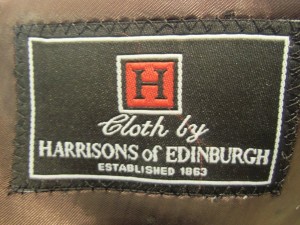 H
Cloth by
HARRISONS of EDINBURGH
ESTABLISHED 1863